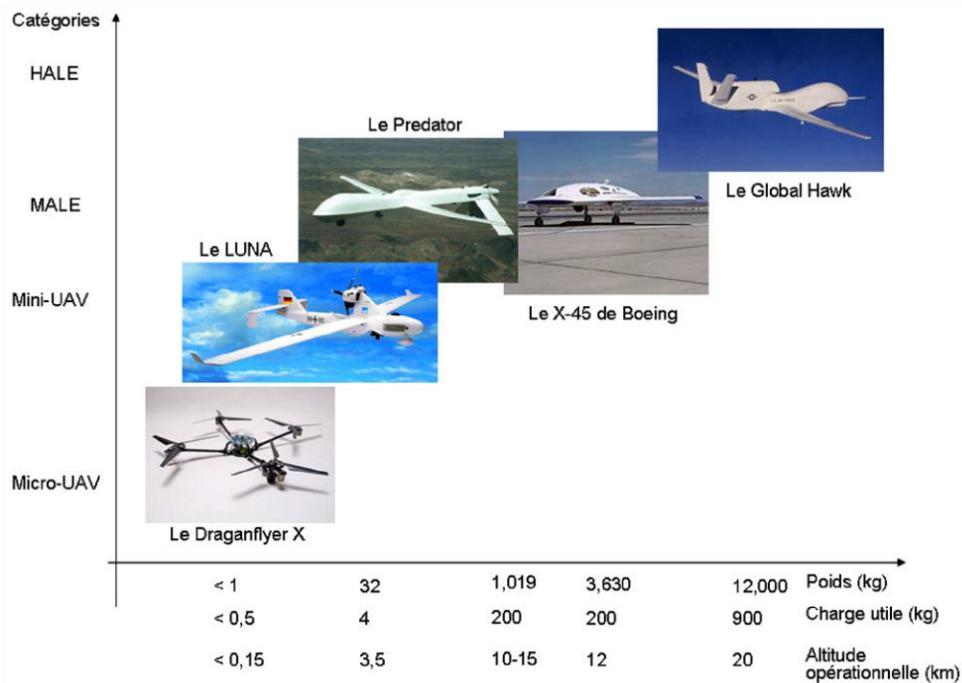 Catégories
HALE
Le Predator
Le Global Hawk
MALE
Le LUNA
Mini-UAV
Le X-45 de Boeing
Micro-UAV
Le Draganflyer X
< 1 32 1,019 3,630 12,000 Poids (kg)
< 0,5 4 200 200 900 Charge utile (kg)
< 0,15 3,5 10-15 12 20 Altitude
opérationnelle (km)